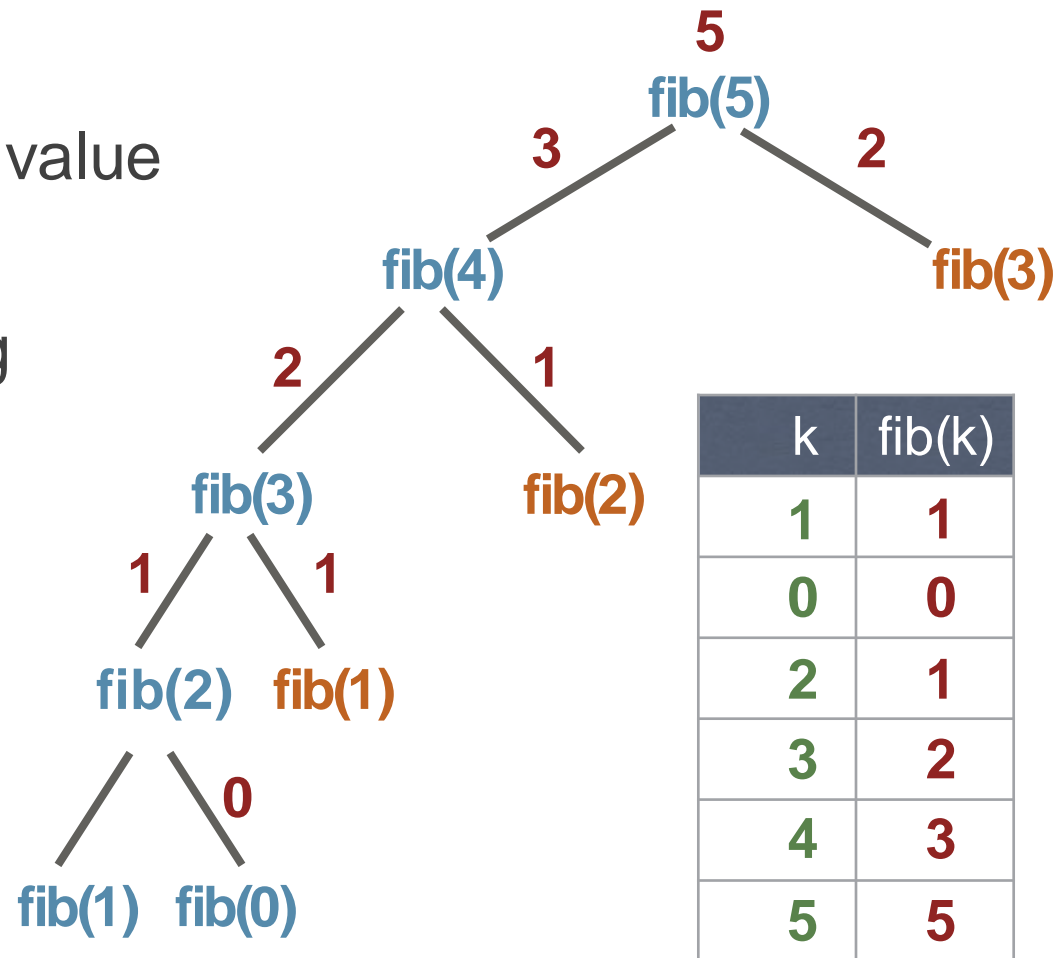 5
fib(5)
value
3 2
fib(4) fib(3)
g
2 1
fib(3) fib(2)
k fib(k)
1 1
0 0
2 1
3 2
4 3
5 5
1 1
fib(2) fib(1)
0
fib(1) fib(0)